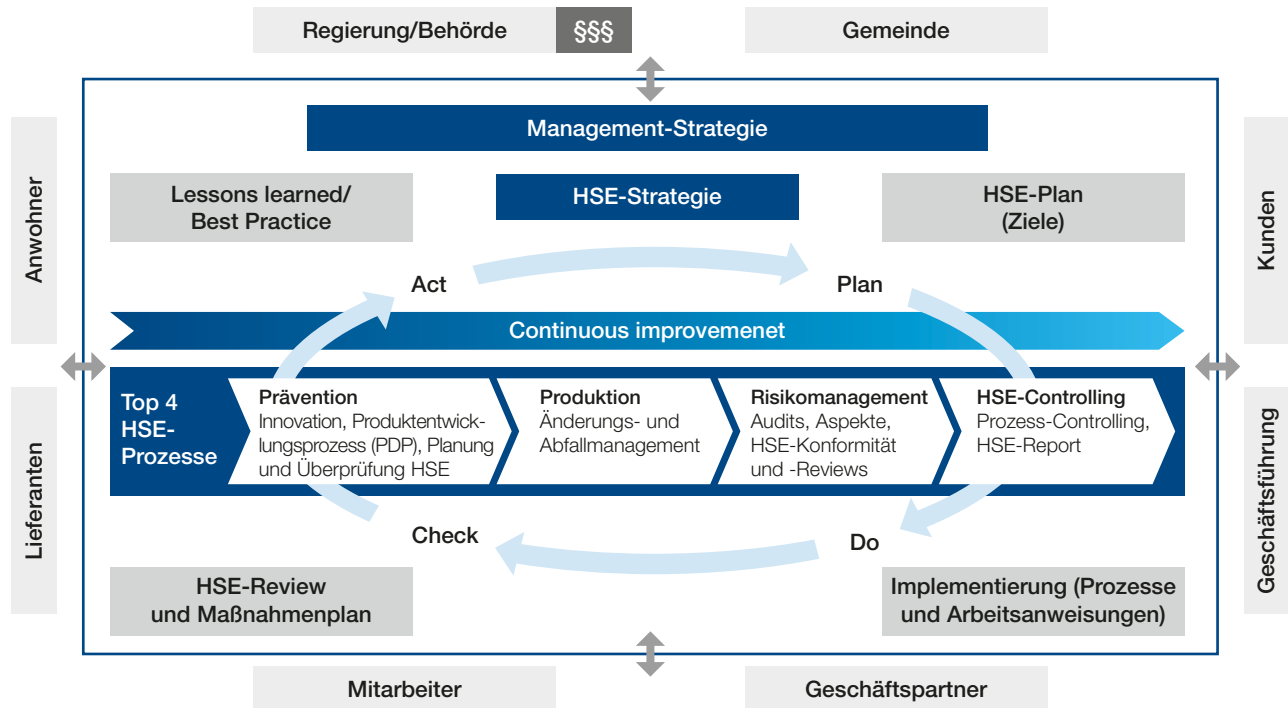 Regierung/Behörde
§§§
Gemeinde
Management-Strategie
Anwohner
Lessons learned/
Best Practice
HSE-Strategie
HSE-Plan
(Ziele)
Kunden
Act
Plan
Continuous improvemenet
Top 4
HSE-
Prozesse
Prävention
Innovation, Produktentwick-
lungsprozess (PDP), Planung
und Überprüfung HSE
Produktion
Änderungs- und
Abfallmanagement
Risikomanagement
Audits, Aspekte,
HSE-Konformität
und -Reviews
HSE-Controlling
Prozess-Controlling,
HSE-Report
Lieferanten
Geschäftsführung
Check
Do
HSE-Review
und Maßnahmenplan
Implementierung (Prozesse
und Arbeitsanweisungen)
Mitarbeiter
Geschäftspartner